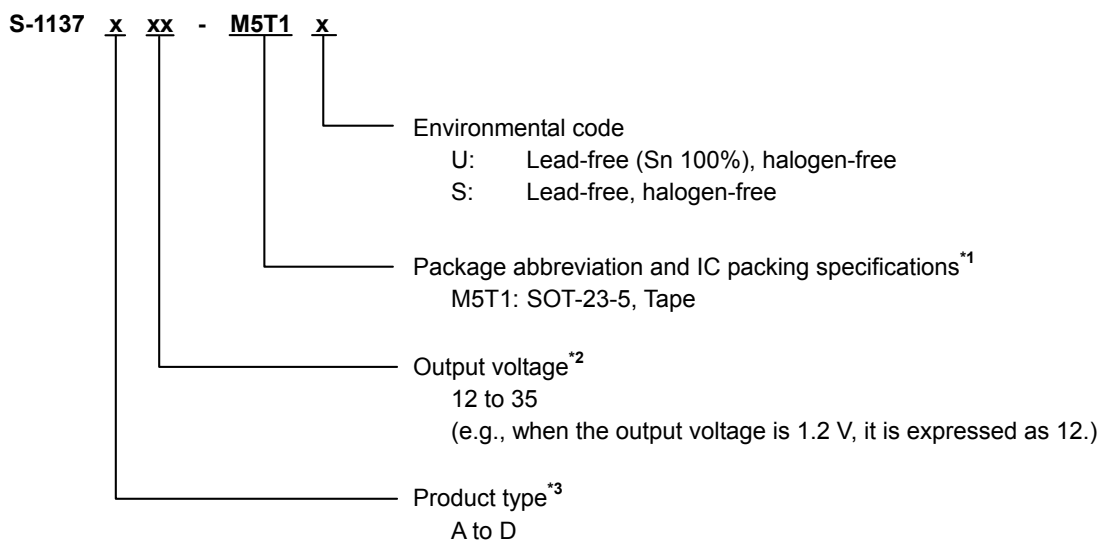 S-1137 x xx - M5T1 x
Environmental code
U: Lead-free (Sn 100%), halogen-free
S: Lead-free, halogen-free
Package abbreviation and IC packing specifications*1
M5T1: SOT-23-5, Tape
Output voltage*2
12 to 35
(e.g., when the output voltage is 1.2 V, it is expressed as 12.)
Product type*3
A to D